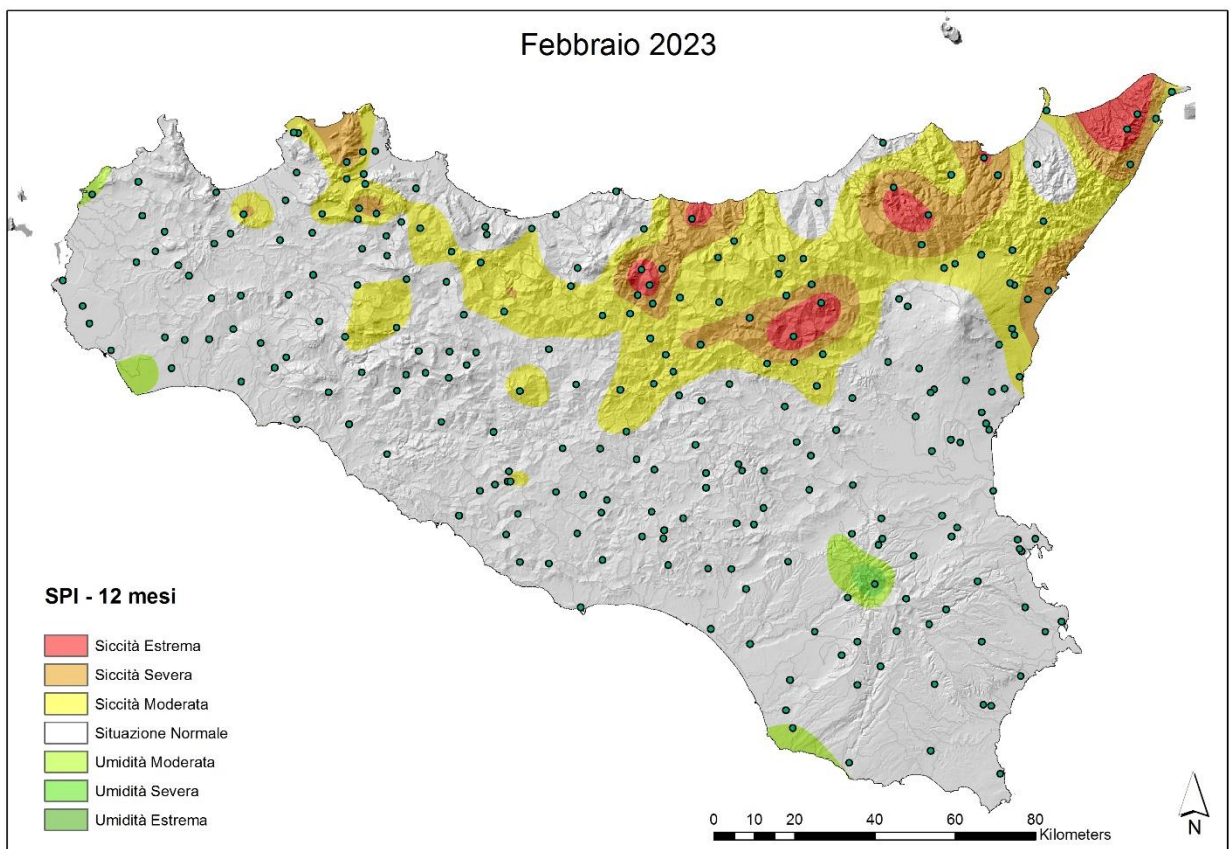 Febbraio 2023
SPI - 12 mesi
Siccità Estrema
Siccità Severa
Siccità Moderata
Situazione Normale
Umidità Moderata
Umidità Severa
Umidità Estrema
0 10 20 40 60 80
Kilometers
N